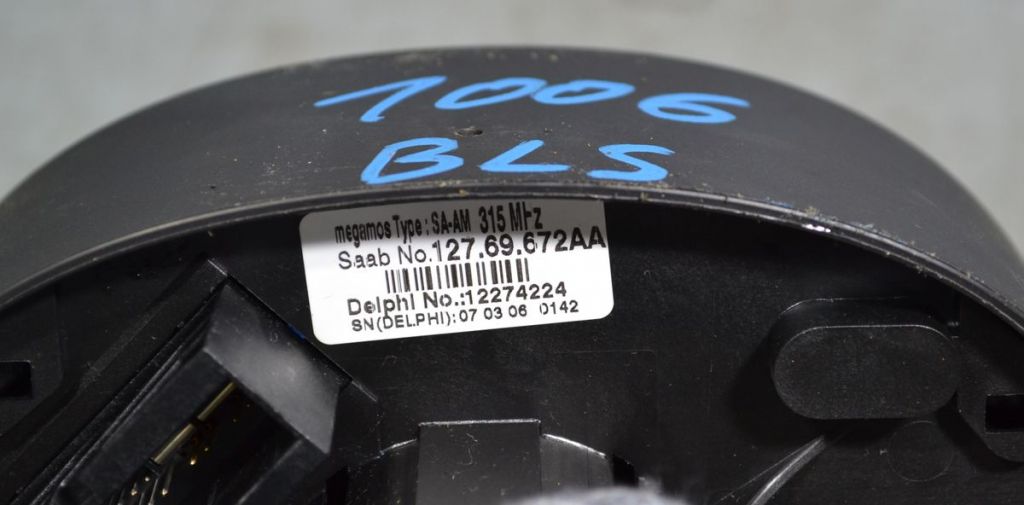 1006
BLS
megamos Type: SA-AM 315 MHz
Saab No.127.69.672AA
Delphi No.:12274224
SN(DELPHI): 07 03 06 0142